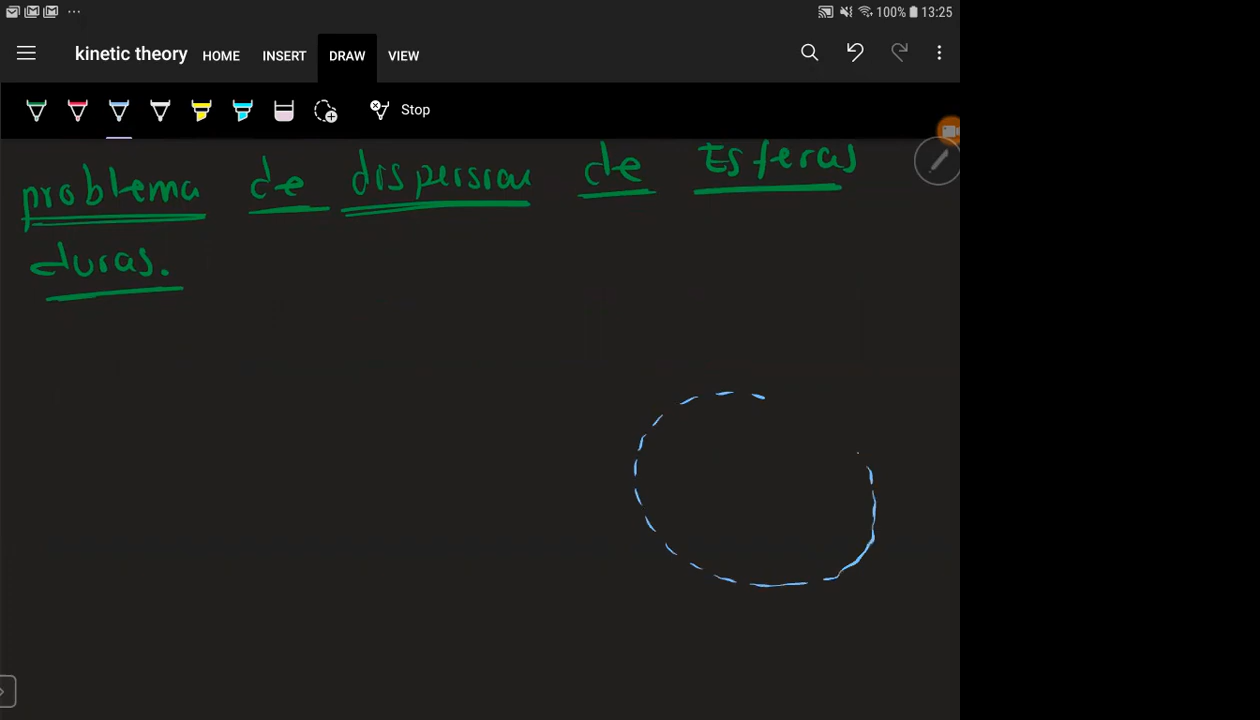 100% 13:25
kinetic theory HOME INSERT DRAW VIEW
Stop
problema de dispersion de Esferas
duras.